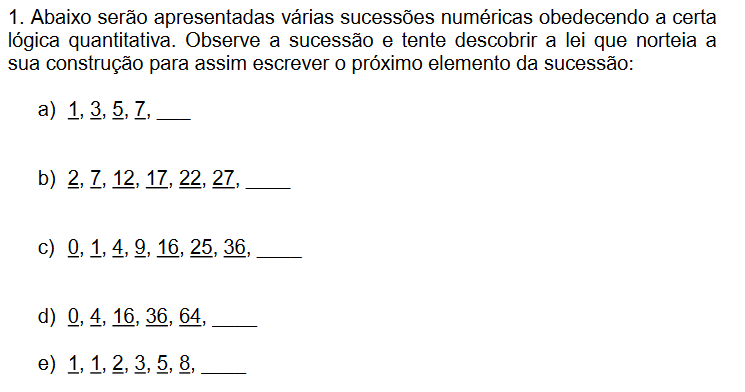 1. Abaixo serão apresentadas várias sucessões numéricas obedecendo a certa
lógica quantitativa. Observe a sucessão e tente descobrir a lei que norteia a
sua construção para assim escrever o próximo elemento da sucessão:
a) 1, 3, 5, 7, ___
b) 2, 7, 12, 17, 22, 27, ____
c) 0, 1, 4, 9, 16, 25, 36, ____
d) 0, 4, 16, 36, 64, ____
e) 1, 1, 2, 3, 5, 8, ____